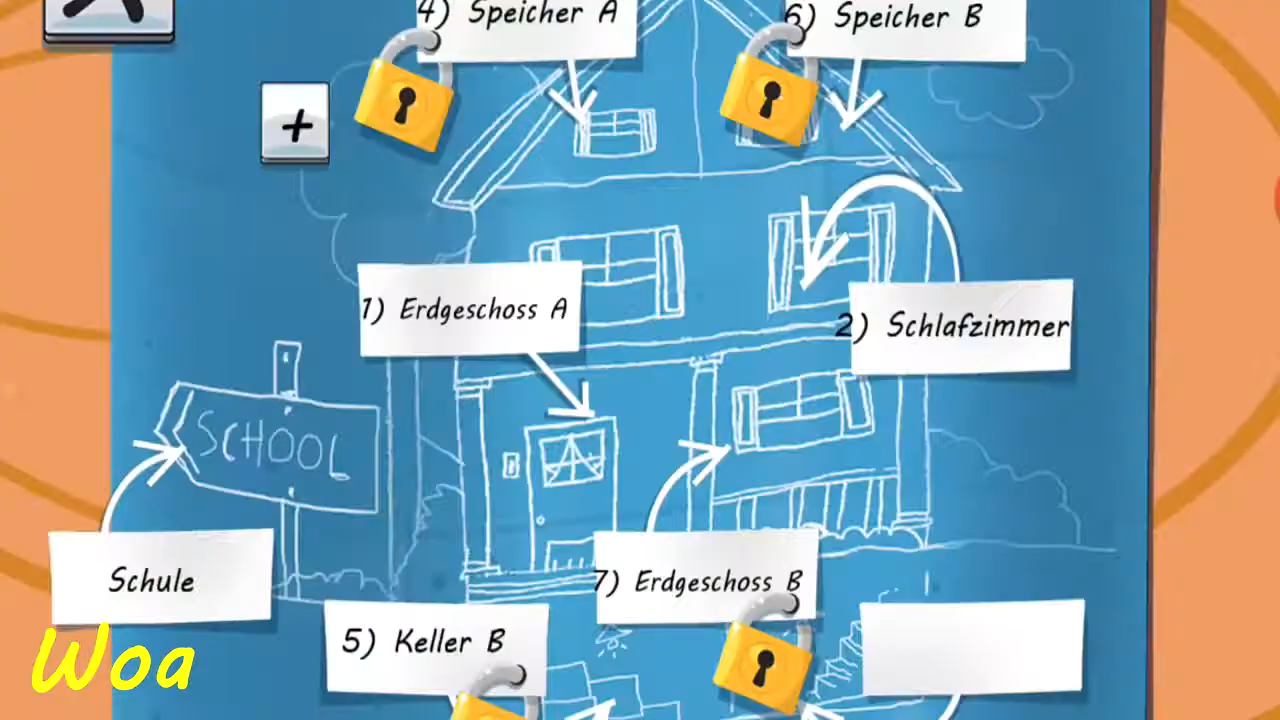 4) Speicher A
6) Speicher B
+
1) Erdgeschoss A
2) Schlafzimmer
SCHOOL
Schule
7) Erdgeschoss B
5) Keller B
Woa